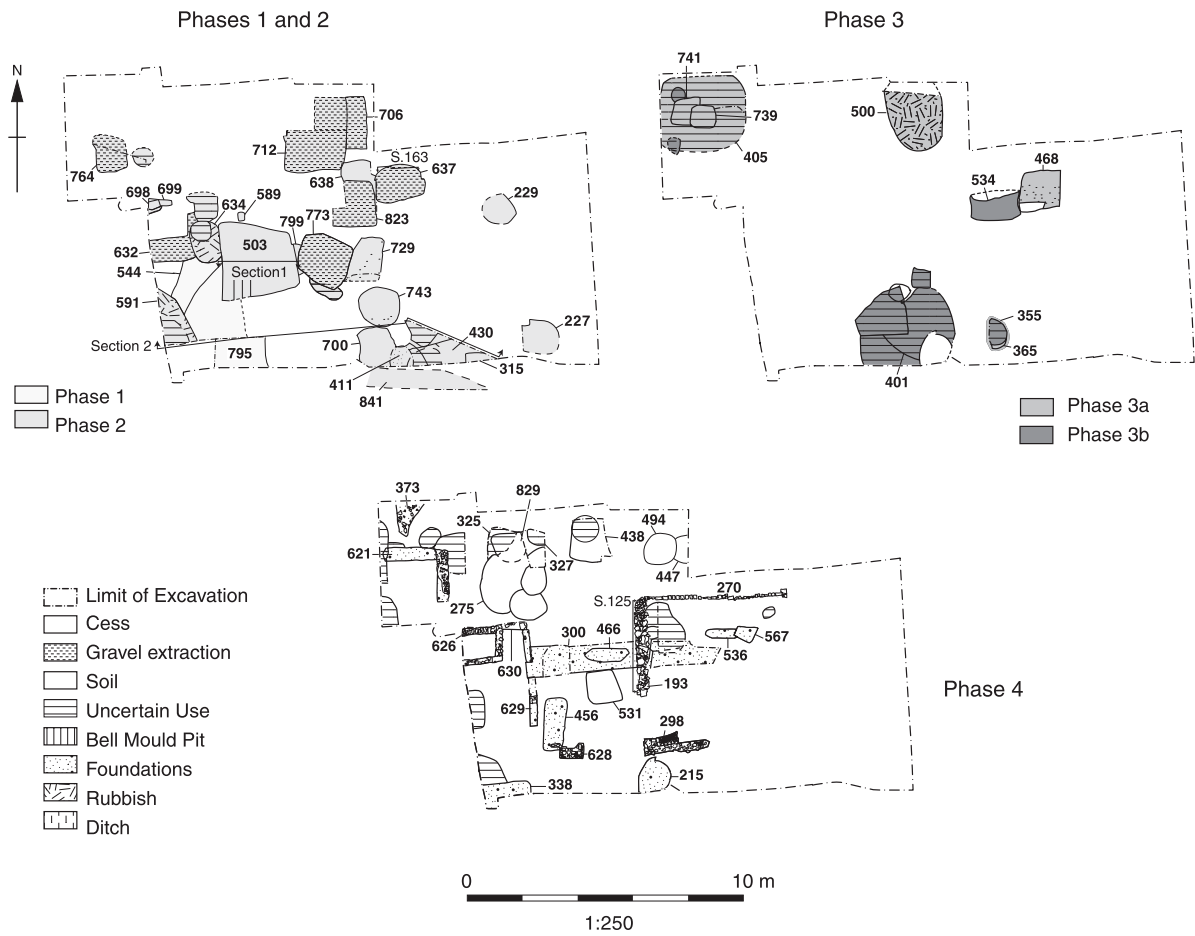 Phases 1 and 2
Phase 3
N
741
706
739
500
712
405
S.163
637
638
764
468
534
698 699
589
229
634
773
799
823
632
503
729
544
Section1
591
743
430
227
355
Section 2
700
795
365
315
411
401
841
Phase 1
Phase 2
Phase 3a
Phase 3b
373
829
325
494
438
621
327
447
270
275
S.125
466
300
567
626
536
630
193
629
456
531
298
628
338
215
Phase 4
Limit of Excavation
Cess
Gravel extraction
Soil
Uncertain Use
Bell Mould Pit
Foundations
Rubbish
Ditch
0 10 m
1:250